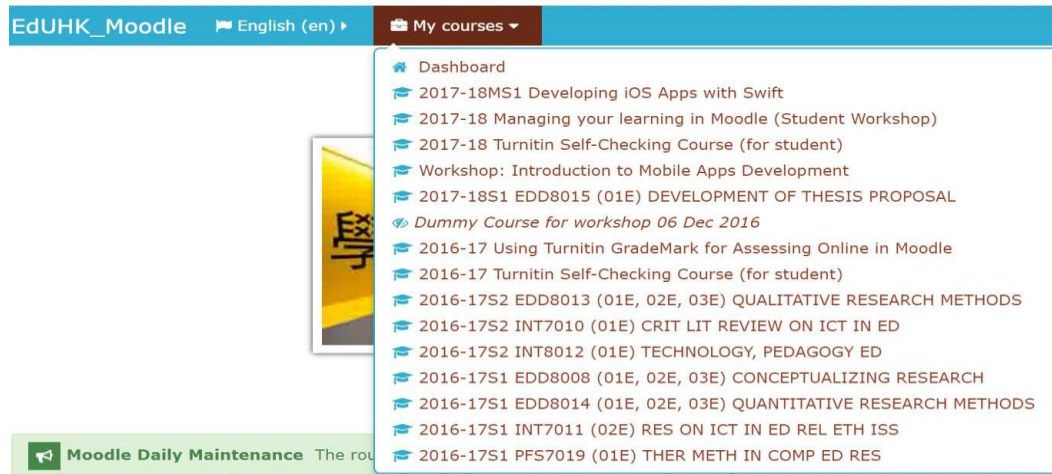 EdUHK_Moodle English (en) My courses
Dashboard
2017-18MS1 Developing iOS Apps with Swift
2017-18 Managing your learning in Moodle (Student Workshop)
2017-18 Turnitin Self-Checking Course (for student)
Workshop: Introduction to Mobile Apps Development
2017-18S1 EDD8015 (01E) DEVELOPMENT OF THESIS PROPOSAL
Dummy Course for workshop 06 Dec 2016
2016-17 Using Turnitin GradeMark for Assessing Online in Moodle
2016-17 Turnitin Self-Checking Course (for student)
2016-17S2 EDD8013 (01E, 02E, 03E) QUALITATIVE RESEARCH METHODS
2016-17S2 INT7010 (01E) CRIT LIT REVIEW ON ICT IN ED
2016-17S2 INT8012 (01E) TECHNOLOGY, PEDAGOGY ED
2016-17S1 EDD8008 (01E, 02E, 03E) CONCEPTUALIZING RESEARCH
2016-17S1 EDD8014 (01E, 02E, 03E) QUANTITATIVE RESEARCH METHODS
2016-17S1 INT7011 (02E) RES ON ICT IN ED REL ETH ISS
2016-17S1 PFS7019 (01E) THER METH IN COMP ED RES
Moodle Daily Maintenance The rou